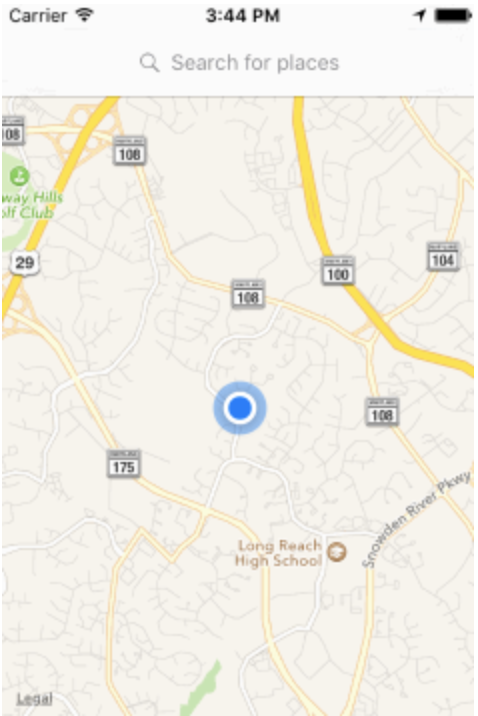 Carrier 3:44 PM
Search for places
108
108
way Hills
olf Club
29
104
100
108
108
175
Snowden River Pkwy
Long Reach
High School
Legal